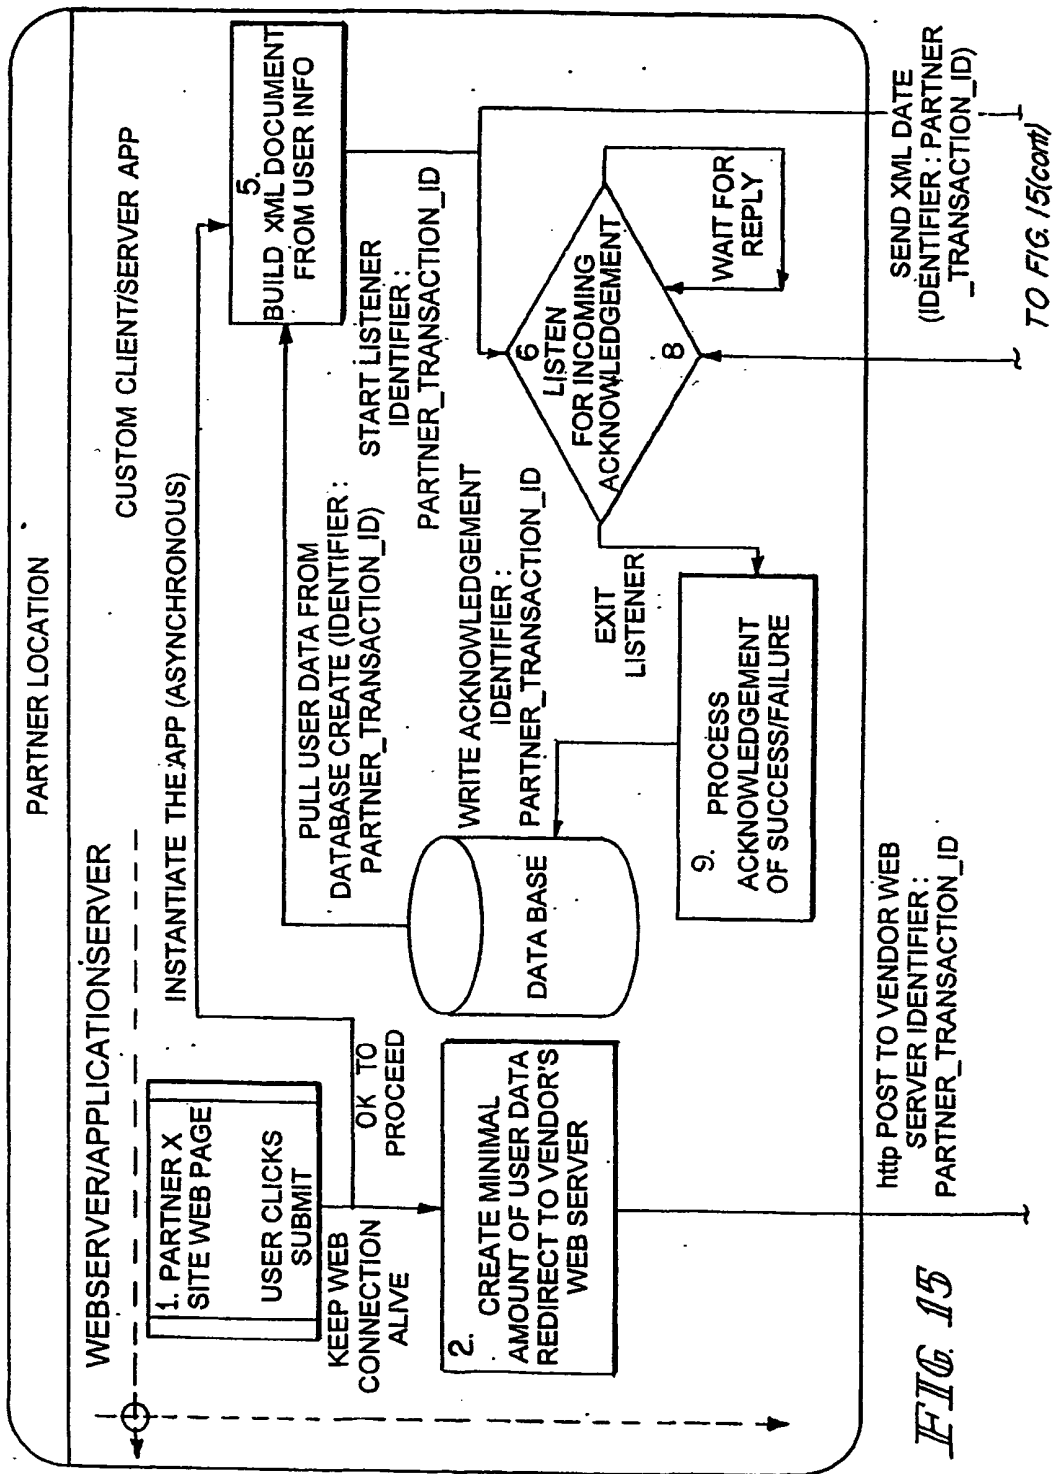 PARTNER LOCATION
WEBSERVER/APPLICATIONSERVER
CUSTOM CLIENT/SERVER APP
INSTANTIATE THE APP (ASYNCHRONOUS)
1. PARTNER X
SITE WEB PAGE
USER CLICKS
SUBMIT
KEEP WEB
CONNECTION
ALIVE
OK TO
PROCEED
2. CREATE MINIMAL
AMOUNT OF USER DATA
REDIRECT TO VENDOR'S
WEB SERVER
PULL USER DATA FROM
DATABASE CREATE (IDENTIFIER :
PARTNER_TRANSACTION_ID)
5.
BUILD XML DOCUMENT
FROM USER INFO
START LISTENER
IDENTIFIER :
PARTNER_TRANSACTION_ID
DATA BASE
WRITE ACKNOWLEDGEMENT
IDENTIFIER :
PARTNER_TRANSACTION_ID
6
LISTEN
FOR INCOMING
ACKNOWLEDGEMENT
8
WAIT FOR
REPLY
EXIT
LISTENER
9. PROCESS
ACKNOWLEDGEMENT
OF SUCCESS/FAILURE
http POST TO VENDOR WEB
SERVER IDENTIFIER :
PARTNER_TRANSACTION_ID
SEND XML DATE
(IDENTIFIER : PARTNER
_TRANSACTION_ID)
TO FIG. 15(cont)
FIG. 15